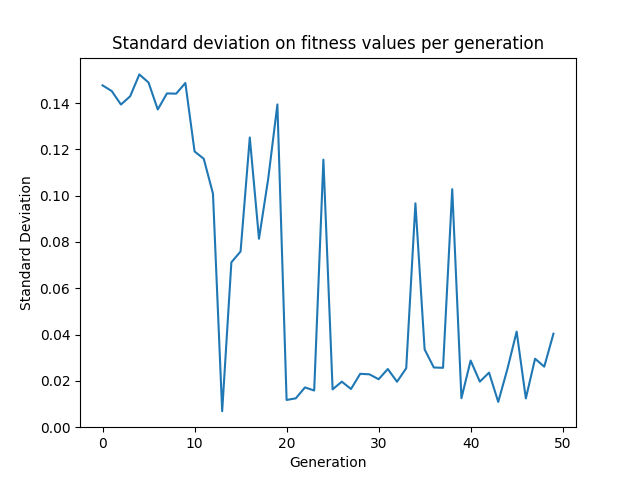 Standard deviation on fitness values per generation
0.14
0.12
0.10
0.08
0.06
0.04
0.02
0.00
Standard Deviation
0 10 20 30 40 50
Generation